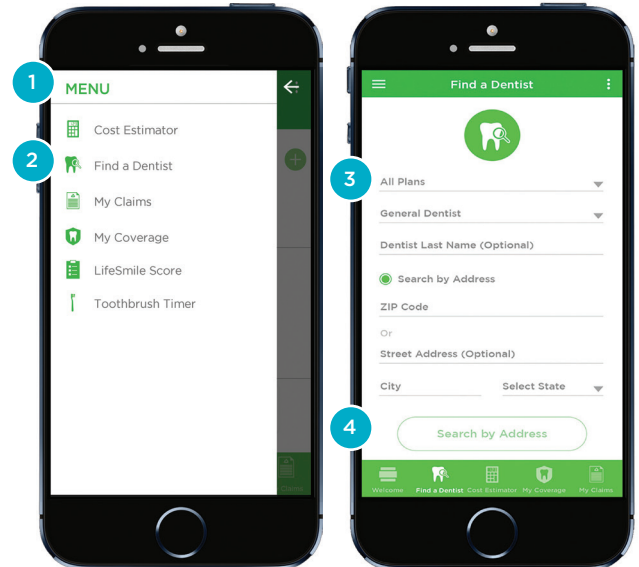 1
MENU
Cost Estimator
2
Find a Dentist
My Claims
My Coverage
LifeSmile Score
Toothbrush Timer
Claims
Find a Dentist
3
All Plans
General Dentist
Dentist Last Name (Optional)
Search by Address
ZIP Code
Or
Street Address (Optional)
City Select State
4
Search by Address
Welcome Find a Dentist Cost Estimator My Coverage My Claims